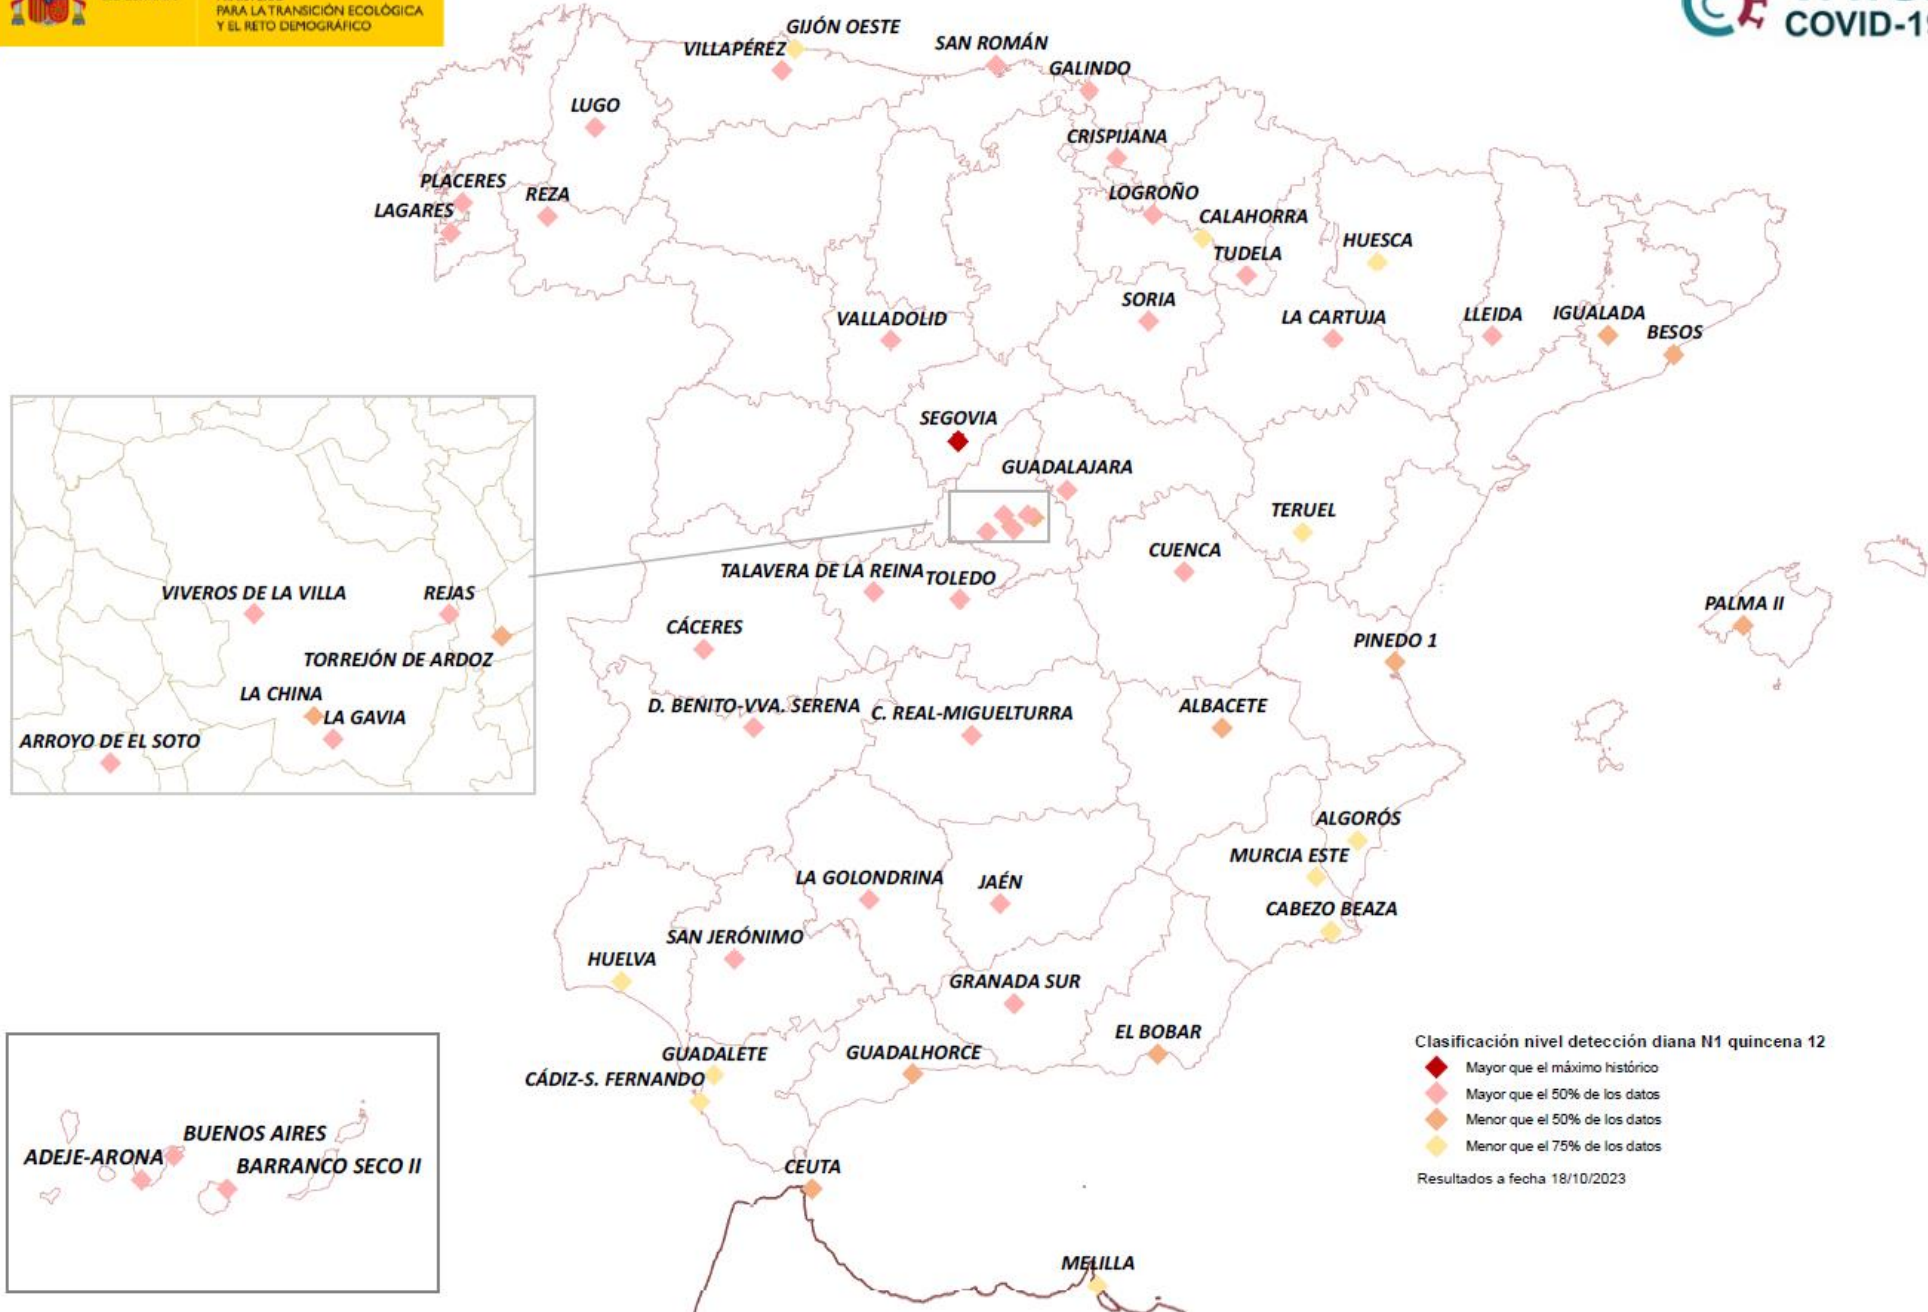 PARA LA TRANSICIÓN ECOLÓGICA
Y EL RETO DEMOGRÁFICO
COVID-19
GIJÓN OESTE
VILLAPÉREZ
SAN ROMÁN
GALINDO
LUGO
CRISPIJANA
PLACERES
REZA
LOGROÑO
LAGARES
CALAHORRA
HUESCA
TUDELA
SORIA
VALLADOLID
LA CARTUJA
LLEIDA
IGUALADA
BESOS
SEGOVIA
GUADALAJARA
TERUEL
CUENCA
TALAVERA DE LA REINA
TOLEDO
VIVEROS DE LA VILLA
REJAS
PALMA II
CÁCERES
PINEDO 1
TORREJÓN DE ARDOZ
LA CHINA
D. BENITO-VVA. SERENA
C. REAL-MIGUELTURRA
ALBACETE
LA GAVIA
ARROYO DE EL SOTO
ALGORÓS
MURCIA ESTE
LA GOLONDRINA
JAÉN
CABEZO BEAZA
SAN JERÓNIMO
HUELVA
GRANADA SUR
EL BOBAR
GUADALETE
GUADALHORCE
CÁDIZ-S. FERNANDO
Clasificación nivel detección diana N1 quincena 12
Mayor que el máximo histórico
Mayor que el 50% de los datos
Menor que el 50% de los datos
Menor que el 75% de los datos
Resultados a fecha 18/10/2023
BUENOS AIRES
ADEJE-ARONA
BARRANCO SECO II
CEUTA
MELILLA